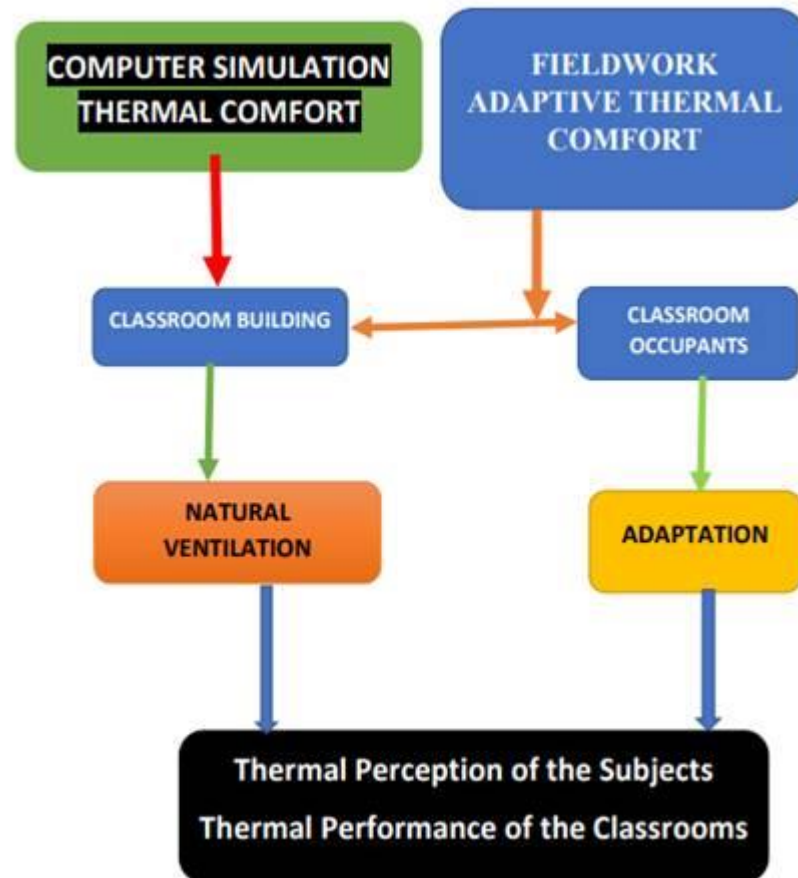 COMPUTER SIMULATION
THERMAL COMFORT
FIELDWORK
ADAPTIVE THERMAL
COMFORT
CLASSROOM BUILDING
CLASSROOM
OCCUPANTS
NATURAL
VENTILATION
ADAPTATION
Thermal Perception of the Subjects
Thermal Performance of the Classrooms